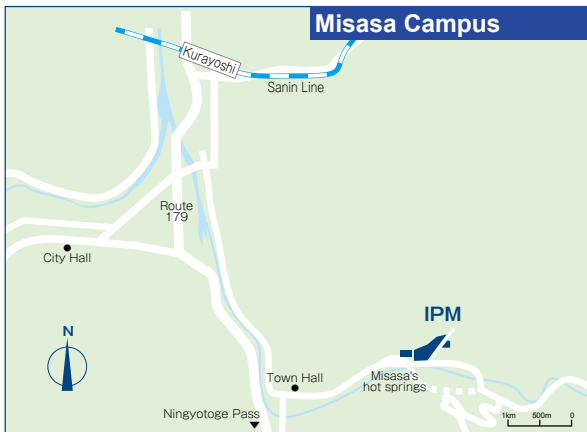 Misasa Campus
Kurayoshi
Sanin Line
Route
179
City Hall
N
IPM
Town Hall
Misasa's
hot springs
Ningyotoge Pass
1km 500m 0